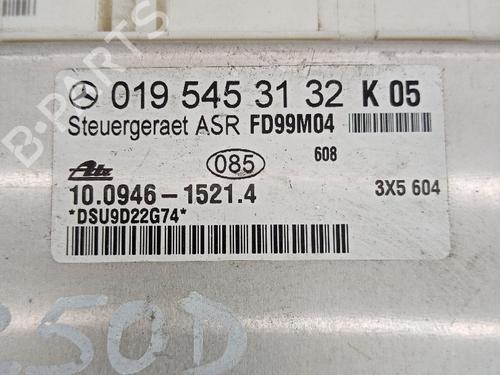 019 545 31 32 K 05
Steuergeraet ASR FD99M04
Ate 085 608
10.0946-1521.4 3X5 604
*DSU9D22G74*
250D
B-PARTS